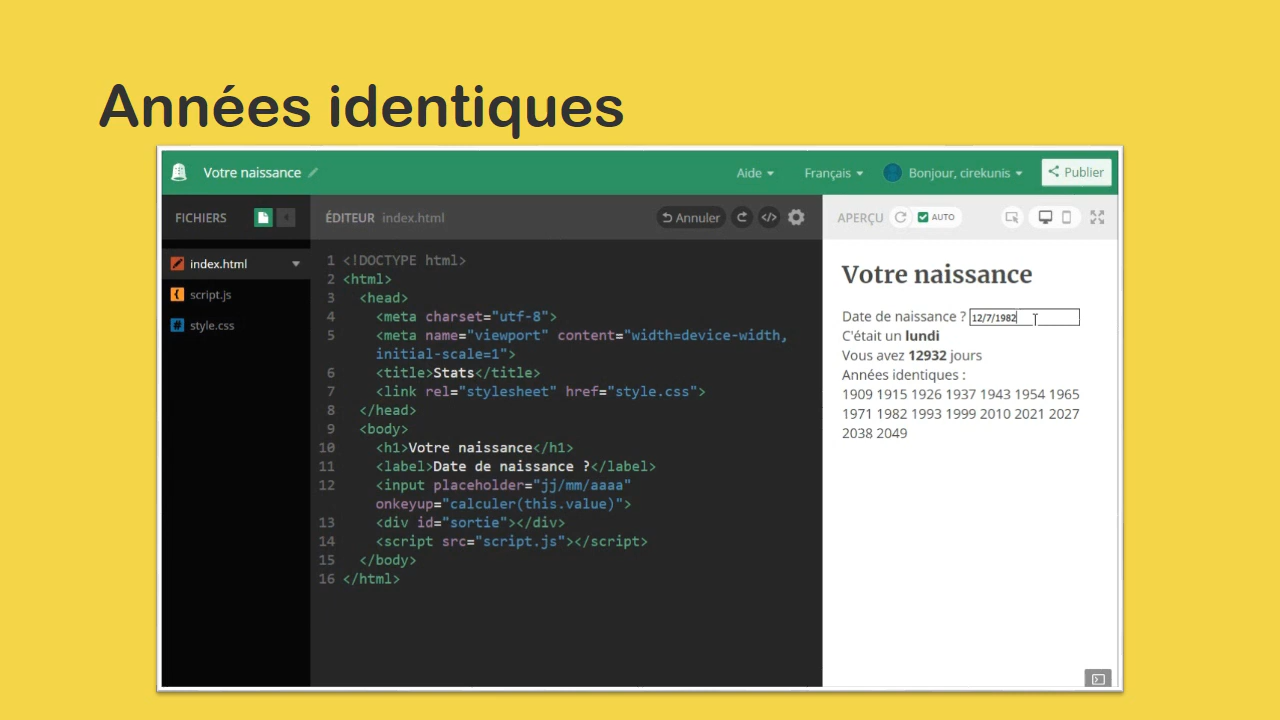 Années identiques
Votre naissance
Aide
Français
Bonjour, cirekunis
Publier
FICHIERS
ÉDITEUR index.html
Annuler
APERÇU
AUTO
index.html
script.js
style.css
1 <!DOCTYPE html>
2 <html>
3 <head>
4 <meta charset="utf-8">
5 <meta name="viewport" content="width=device-width,
initial-scale=1">
6 <title>Stats</title>
7 <link rel="stylesheet" href="style.css">
8 </head>
9 <body>
10 <h1>Votre naissance</h1>
11 <label>Date de naissance ?</label>
12 <input placeholder="jj/mm/aaaa"
onkeyup="calculer(this.value)">
13 <div id="sortie"></div>
14 <script src="script.js"></script>
15 </body>
16 </html>
Votre naissance
Date de naissance ? 12/7/1982
C'était un lundi
Vous avez 12932 jours
Années identiques :
1909 1915 1926 1937 1943 1954 1965
1971 1982 1993 1999 2010 2021 2027
2038 2049